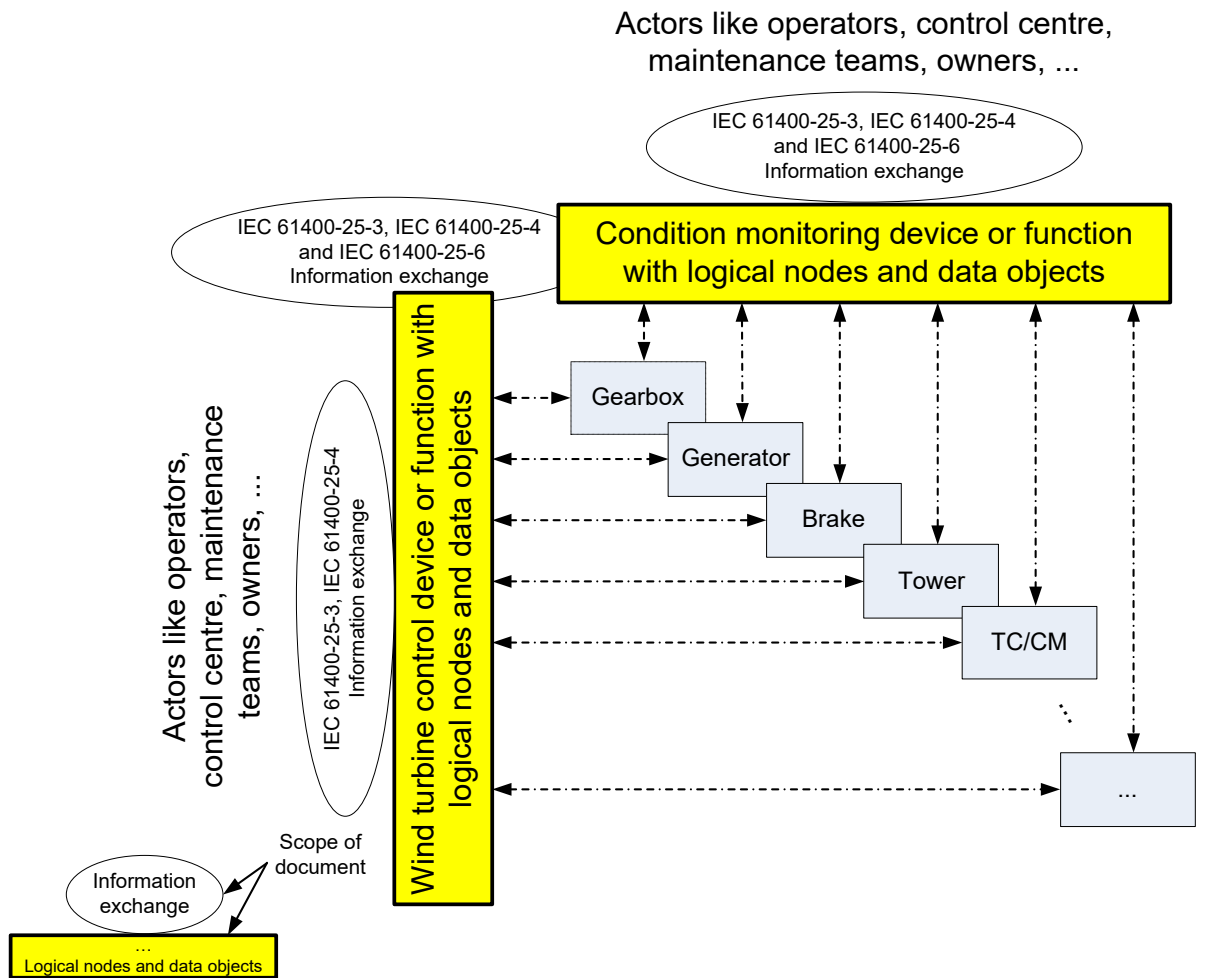 Actors like operators, control centre,
maintenance teams, owners, ...
IEC 61400-25-3, IEC 61400-25-4
and IEC 61400-25-6
Information exchange
IEC 61400-25-3, IEC 61400-25-4
and IEC 61400-25-6
Information exchange
Condition monitoring device or function
with logical nodes and data objects
Actors like operators,
control centre, maintenance
teams, owners, ...
IEC 61400-25-3, IEC 61400-25-4
Information exchange
Wind turbine control device or function with
logical nodes and data objects
Gearbox
Generator
Brake
Tower
TC/CM
...
...
Scope of
document
Information
exchange
...
Logical nodes and data objects